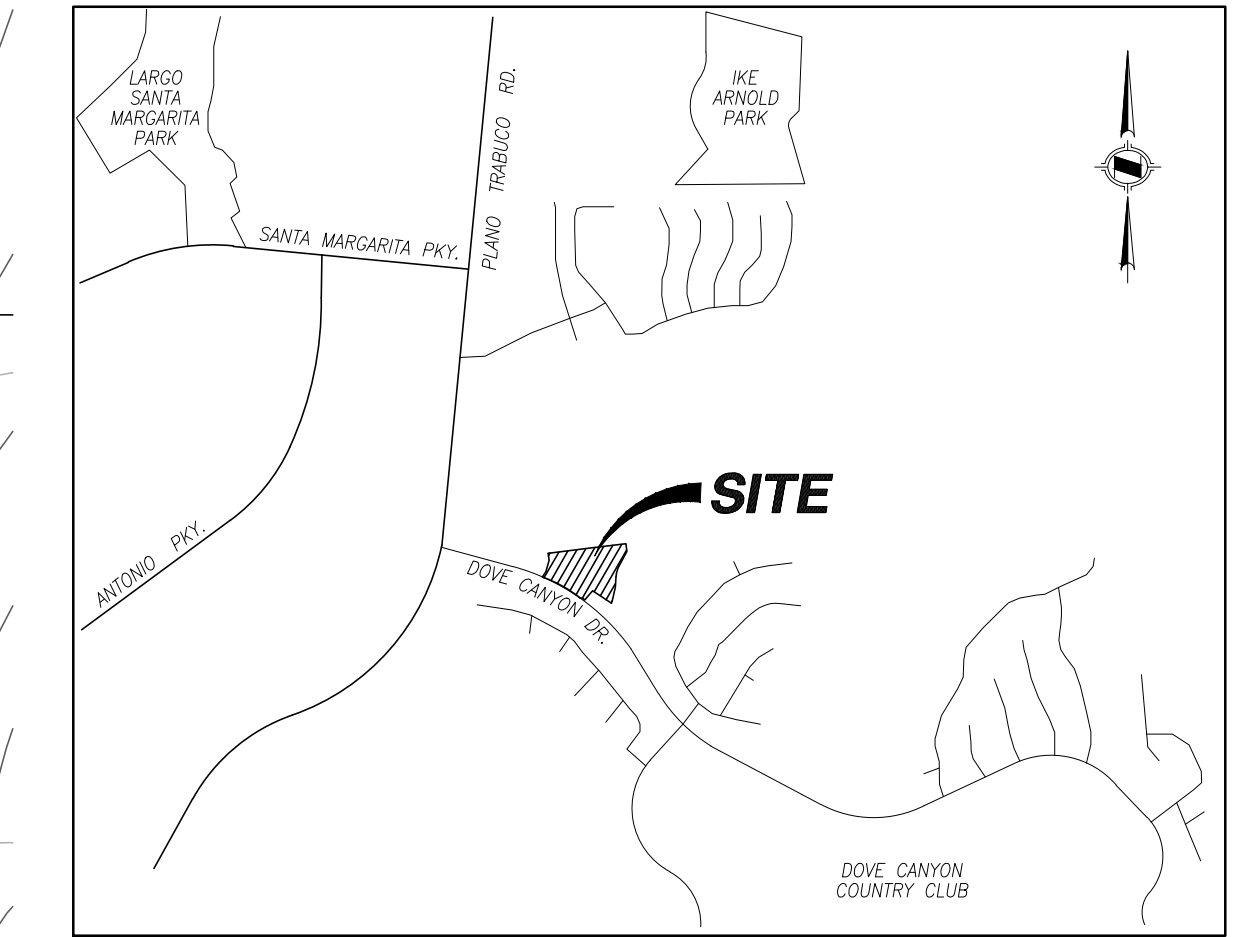 LARGO
SANTA
MARGARITA
PARK
IKE
ARNOLD
PARK
PLANO TRABUCO RD.
SANTA MARGARITA PKY.
SITE
ANTONIO PKY.
DOVE CANYON DR.
DOVE CANYON
COUNTRY CLUB